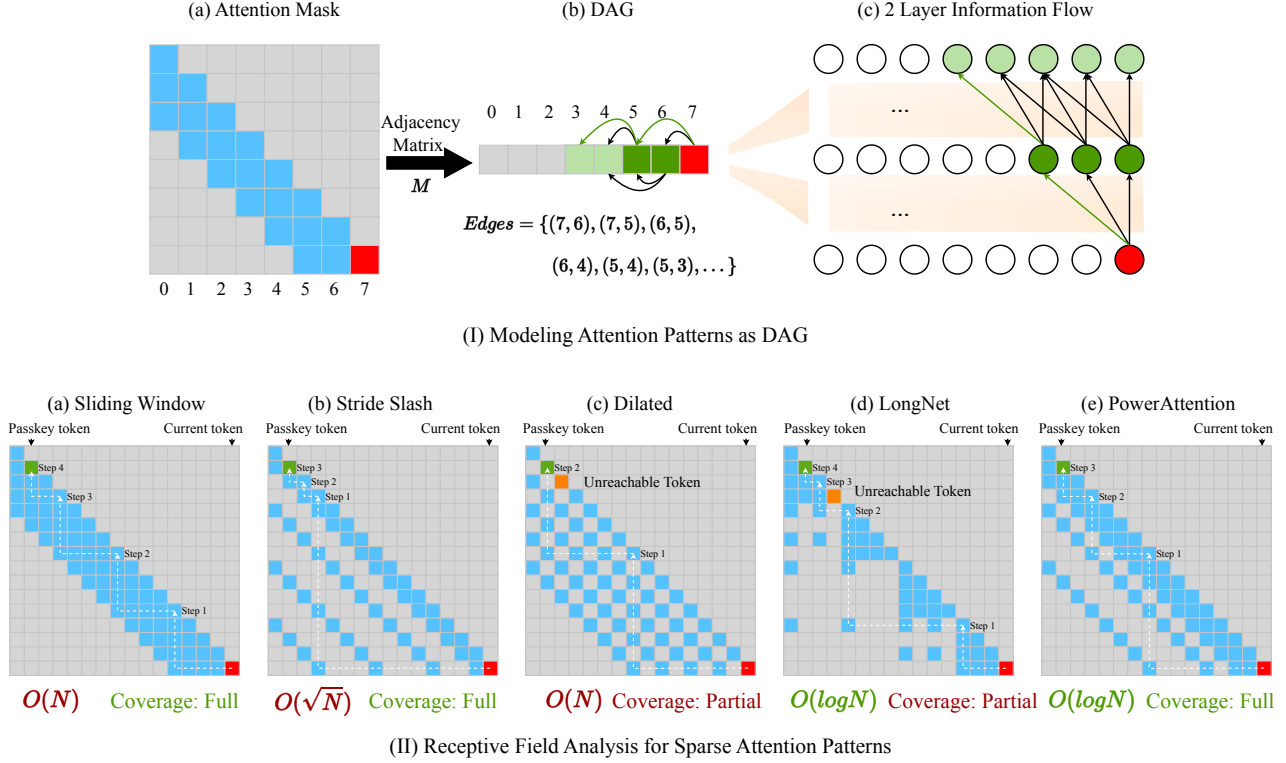 (a) Attention Mask
(b) DAG
(c) 2 Layer Information Flow
0 1 2 3 4 5 6 7
Adjacency
Matrix
M
0 1 2 3 4 5 6 7
Edges = {(7, 6), (7, 5), (6, 5),
(6, 4), (5, 4), (5, 3), . . . }
...
...
(I) Modeling Attention Patterns as DAG
(a) Sliding Window
Passkey token
Current token
Step 4
Step 3
Step 2
Step 1
O(N)
Coverage: Full
(b) Stride Slash
Passkey token
Current token
Step 3
Step 2
Step 1
O(√N)
Coverage: Full
(c) Dilated
Passkey token
Current token
Step 2
Unreachable Token
Step 1
O(N)
Coverage: Partial
(d) LongNet
Passkey token
Current token
Step 4
Step 3
Unreachable Token
Step 2
Step 1
O(logN)
Coverage: Partial
(e) PowerAttention
Passkey token
Current token
Step 3
Step 2
Step 1
O(logN)
Coverage: Full
(II) Receptive Field Analysis for Sparse Attention Patterns